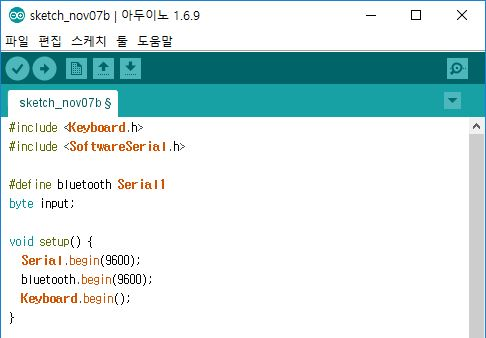 sketch_nov07b | 아두이노 1.6.9
파일 편집 스케치 툴 도움말
sketch_nov07b §
#include <Keyboard.h>
#include <SoftwareSerial.h>
#define bluetooth Serial1
byte input;
void setup() {
Serial.begin(9600);
bluetooth.begin(9600);
Keyboard.begin();
}